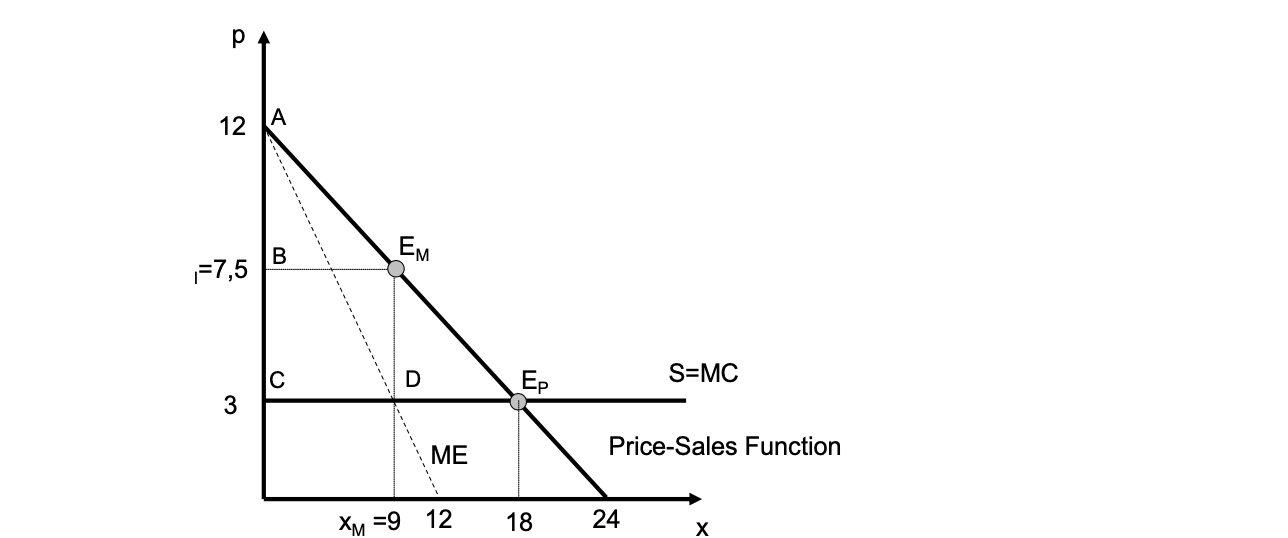 p
A
12
E_M
B
I=7,5
S=MC
C
D
E_P
3
Price-Sales Function
ME
x_M =9
12
18
24
x